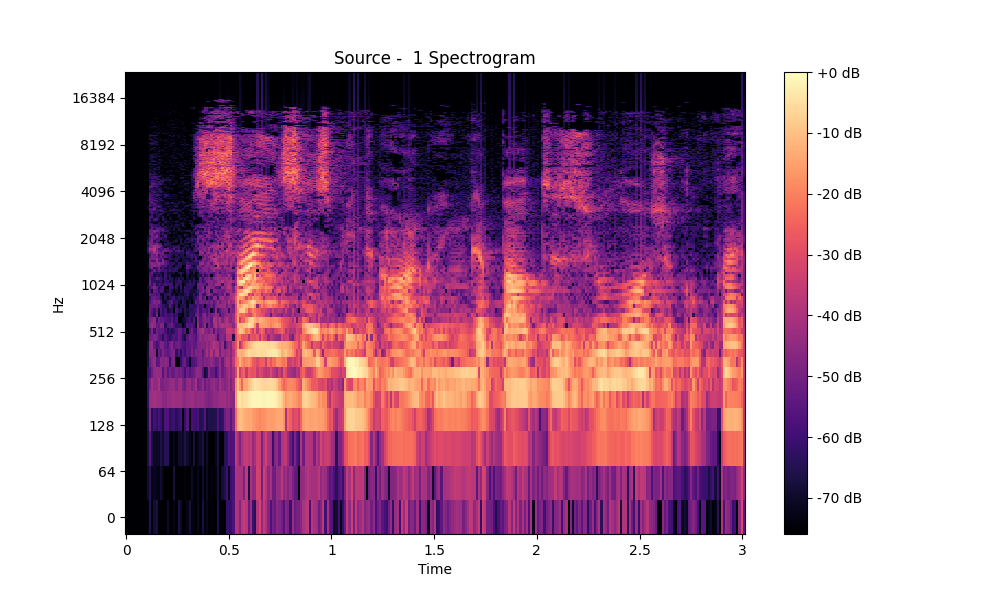 Source -  1 Spectrogram
Hz
16384
8192
4096
2048
1024
512
256
128
64
0
0
0.5
1
1.5
2
2.5
3
Time
+0 dB
-10 dB
-20 dB
-30 dB
-40 dB
-50 dB
-60 dB
-70 dB